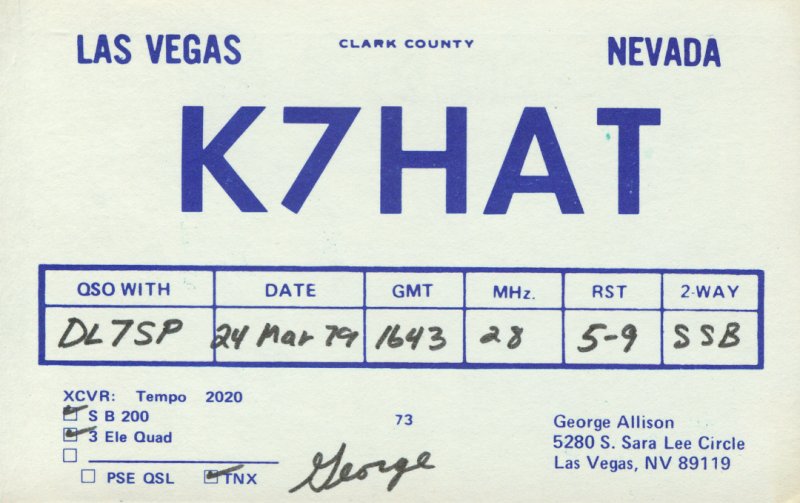 LAS VEGAS CLARK COUNTY NEVADA
K7HAT
QSO WITH DATE GMT MHz. RST 2-WAY
DL7SP 24 Mar 79 1643 28 5-9 SSB
XCVR: Tempo 2020
S B 200
3 Ele Quad
PSE QSL TNX
73
George
George Allison
5280 S. Sara Lee Circle
Las Vegas, NV 89119